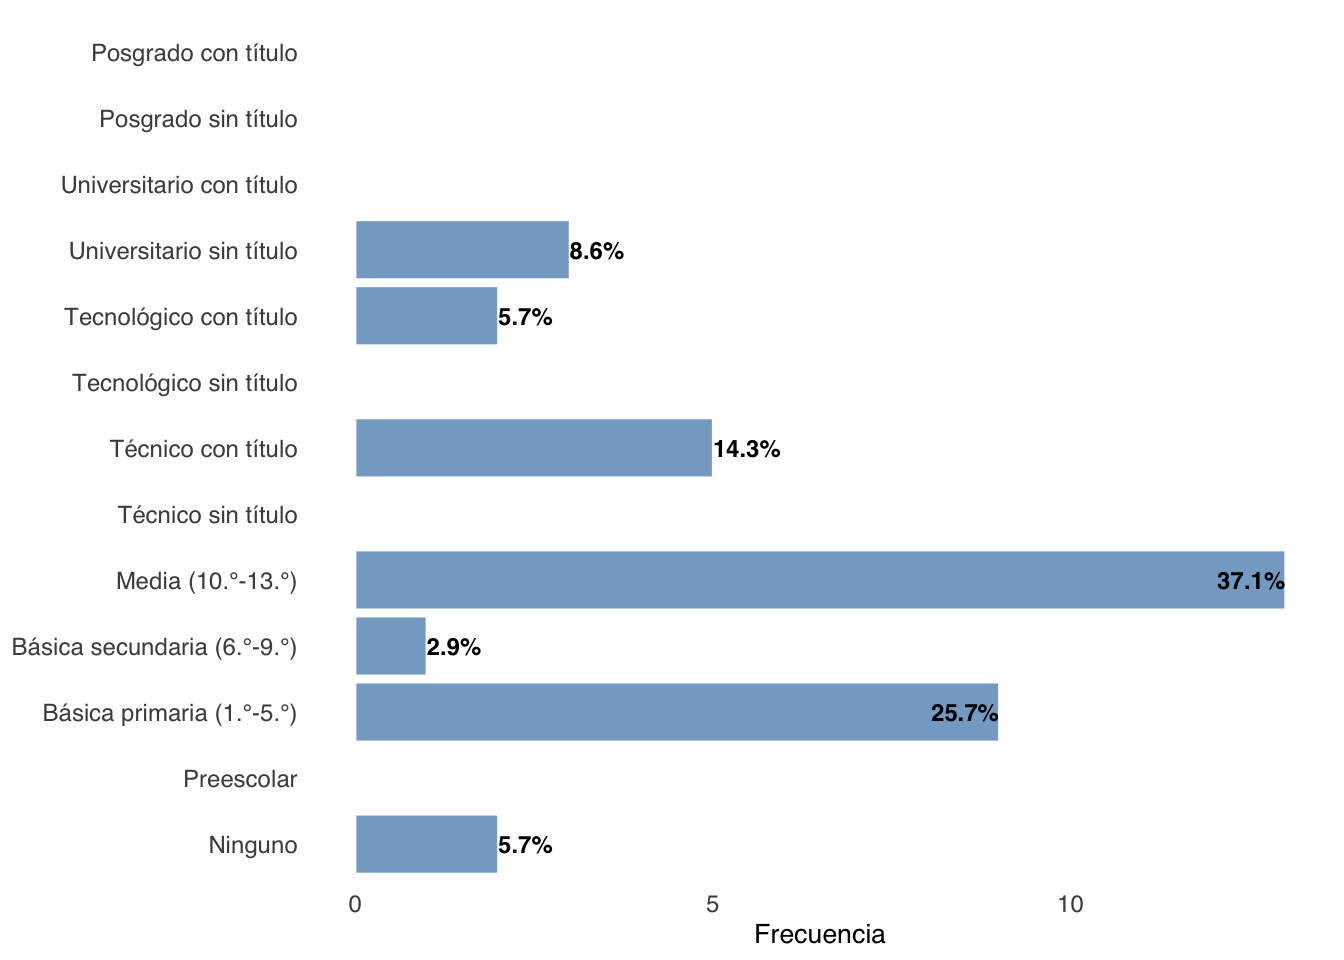 Posgrado con título
Posgrado sin título
Universitario con título
Universitario sin título 8.6%
Tecnológico con título 5.7%
Tecnológico sin título
Técnico con título 14.3%
Técnico sin título
Media (10.°-13.°) 37.1%
Básica secundaria (6.°-9.°) 2.9%
Básica primaria (1.°-5.°) 25.7%
Preescolar
Ninguno 5.7%
0 5 10
Frecuencia